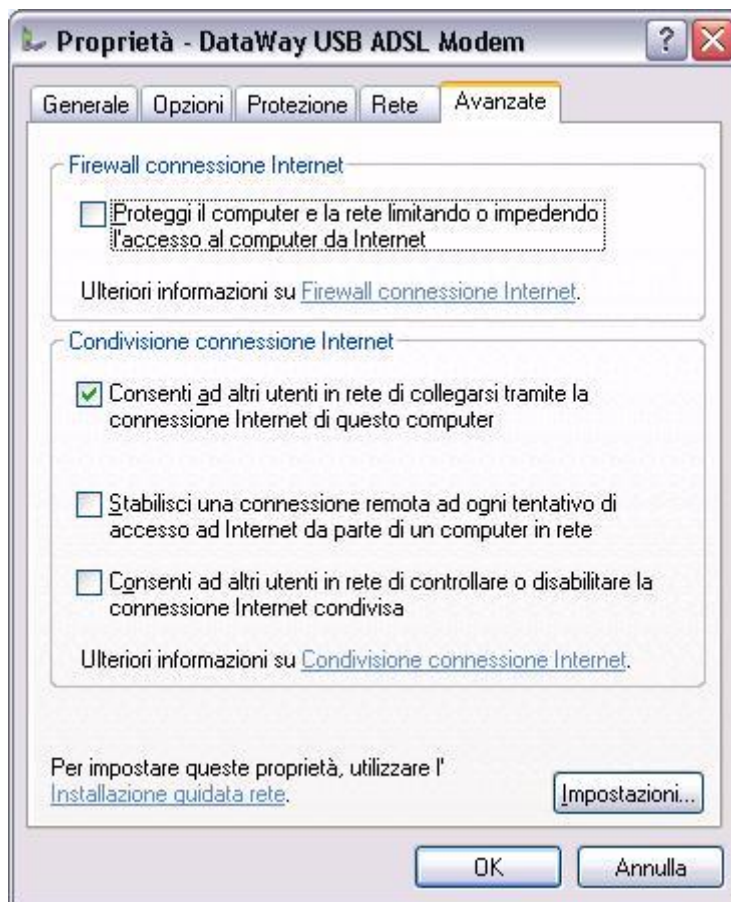 Proprietà - DataWay USB ADSL Modem
Generale Opzioni Protezione Rete Avanzate
Firewall connessione Internet
Proteggi il computer e la rete limitando o impedendo
l'accesso al computer da Internet
Ulteriori informazioni su Firewall connessione Internet.
Condivisione connessione Internet
Consenti ad altri utenti in rete di collegarsi tramite la
connessione Internet di questo computer
Stabilisci una connessione remota ad ogni tentativo di
accesso ad Internet da parte di un computer in rete
Consenti ad altri utenti in rete di controllare o disabilitare la
connessione Internet condivisa
Ulteriori informazioni su Condivisione connessione Internet.
Per impostare queste proprietà, utilizzare l'
Installazione guidata rete.
Impostazioni...
OK Annulla